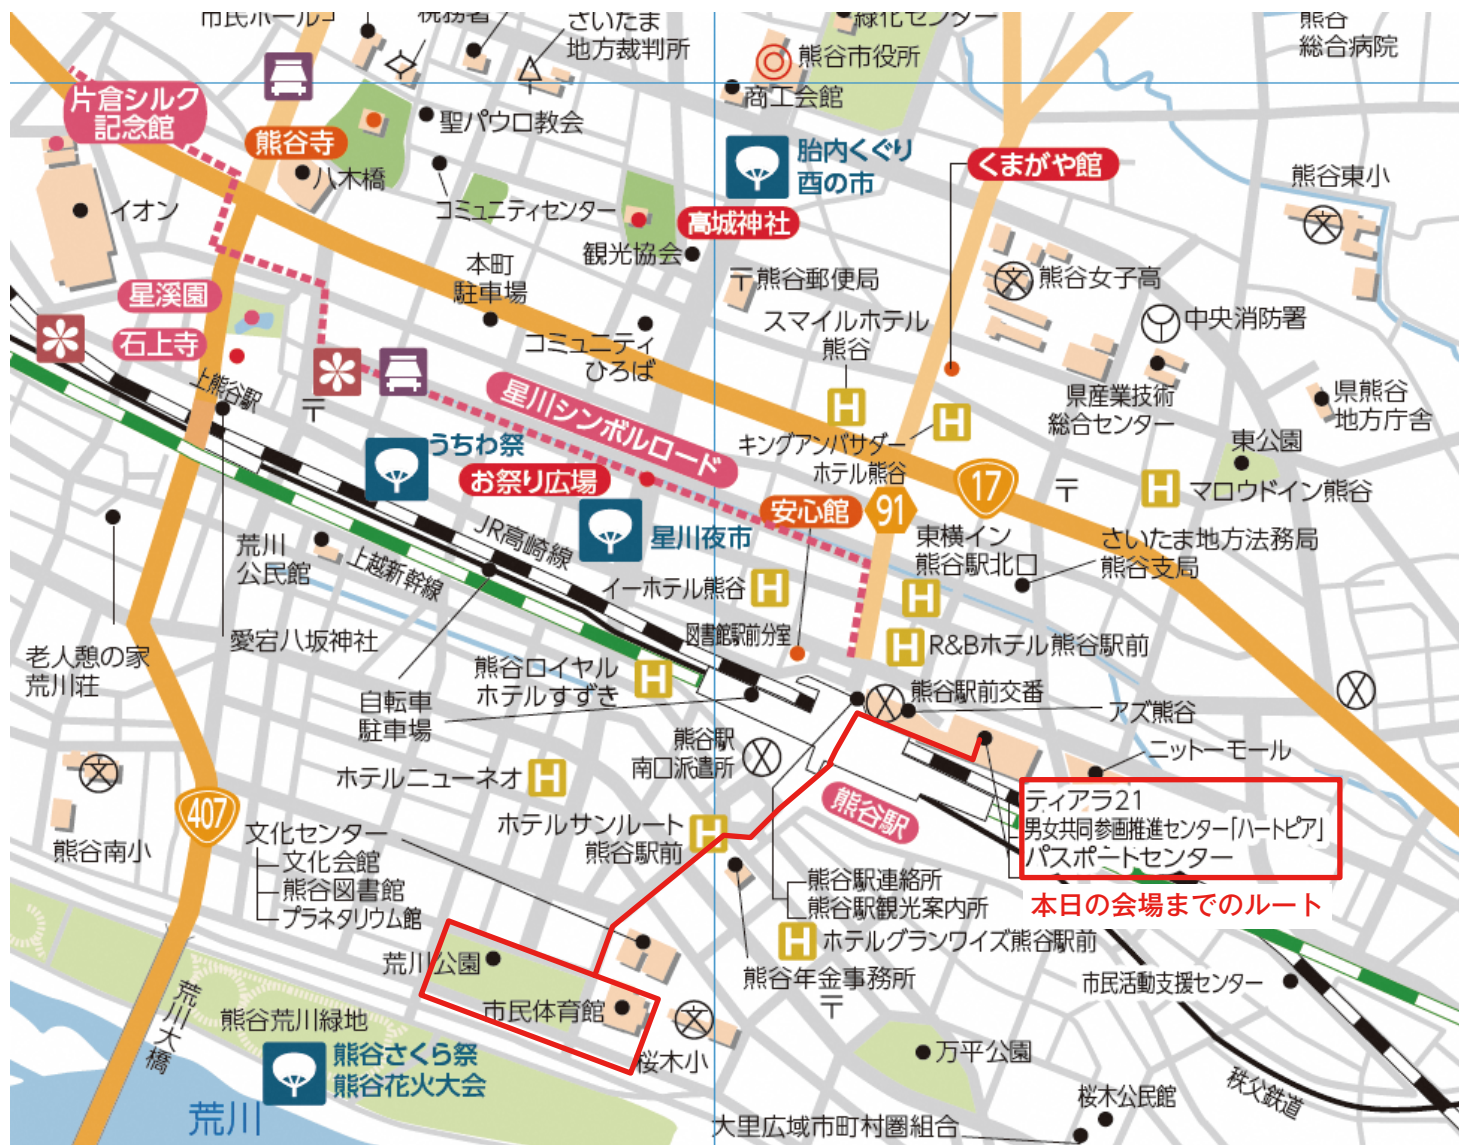 市民ホール
税務署
さいたま
地方裁判所
緑化センター
熊谷市役所
熊谷
総合病院
商工会館
片倉シルク
記念館
熊谷寺
聖パウロ教会
胎内くぐり
酉の市
くまがや館
八木橋
イオン
コミュニティセンター
高城神社
観光協会
熊谷東小
文
本町
駐車場
熊谷郵便局
文
熊谷女子高
星溪園
石上寺
上熊谷駅
スマイルホテル
熊谷
中央消防署
コミュニティ
ひろば
県産業技術
総合センター
県熊谷
地方庁舎
H
H
キングアンバサダー
ホテル熊谷
東公園
星川シンボルロード
うちわ祭
お祭り広場
17
H
マロウドイン熊谷
安心館
91
星川夜市
JR高崎線
上越新幹線
荒川
公民館
東横イン
熊谷駅北口
さいたま地方法務局
熊谷支局
イーホテル熊谷
H
H
図書館駅前分室
H
R&Bホテル熊谷駅前
愛宕八坂神社
老人憩の家
荒川荘
自転車
駐車場
熊谷ロイヤル
ホテルすずき
H
熊谷駅前交番
アズ熊谷
ニットーモール
熊谷駅
南口派遣所
文
ホテルニューネオ
H
熊谷駅
ティアラ21
男女共同参画推進センター「ハートピア」
パスポートセンター
407
熊谷南小
文化センター
文化会館
熊谷図書館
プラネタリウム館
ホテルサンルート
熊谷駅前
H
熊谷駅連絡所
熊谷駅観光案内所
本日の会場までのルート
H
ホテルグランワイズ熊谷駅前
荒川公園
熊谷年金事務所
市民活動支援センター
荒川大橋
熊谷荒川緑地
市民体育館
文
桜木小
熊谷さくら祭
熊谷花火大会
荒川
万平公園
秩父鉄道
桜木公民館
大里広域市町村圏組合